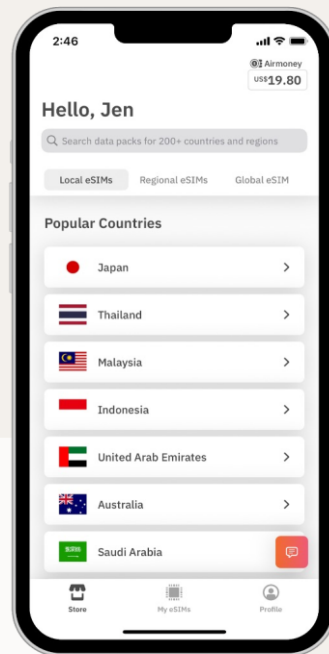 2:46
Airmoney
US$19.80
Hello, Jen
Search data packs for 200+ countries and regions
Local eSIMs
Regional eSIMs
Global eSIM
Popular Countries
Japan
Thailand
Malaysia
Indonesia
United Arab Emirates
Australia
Saudi Arabia
Store
My eSIMs
Profile